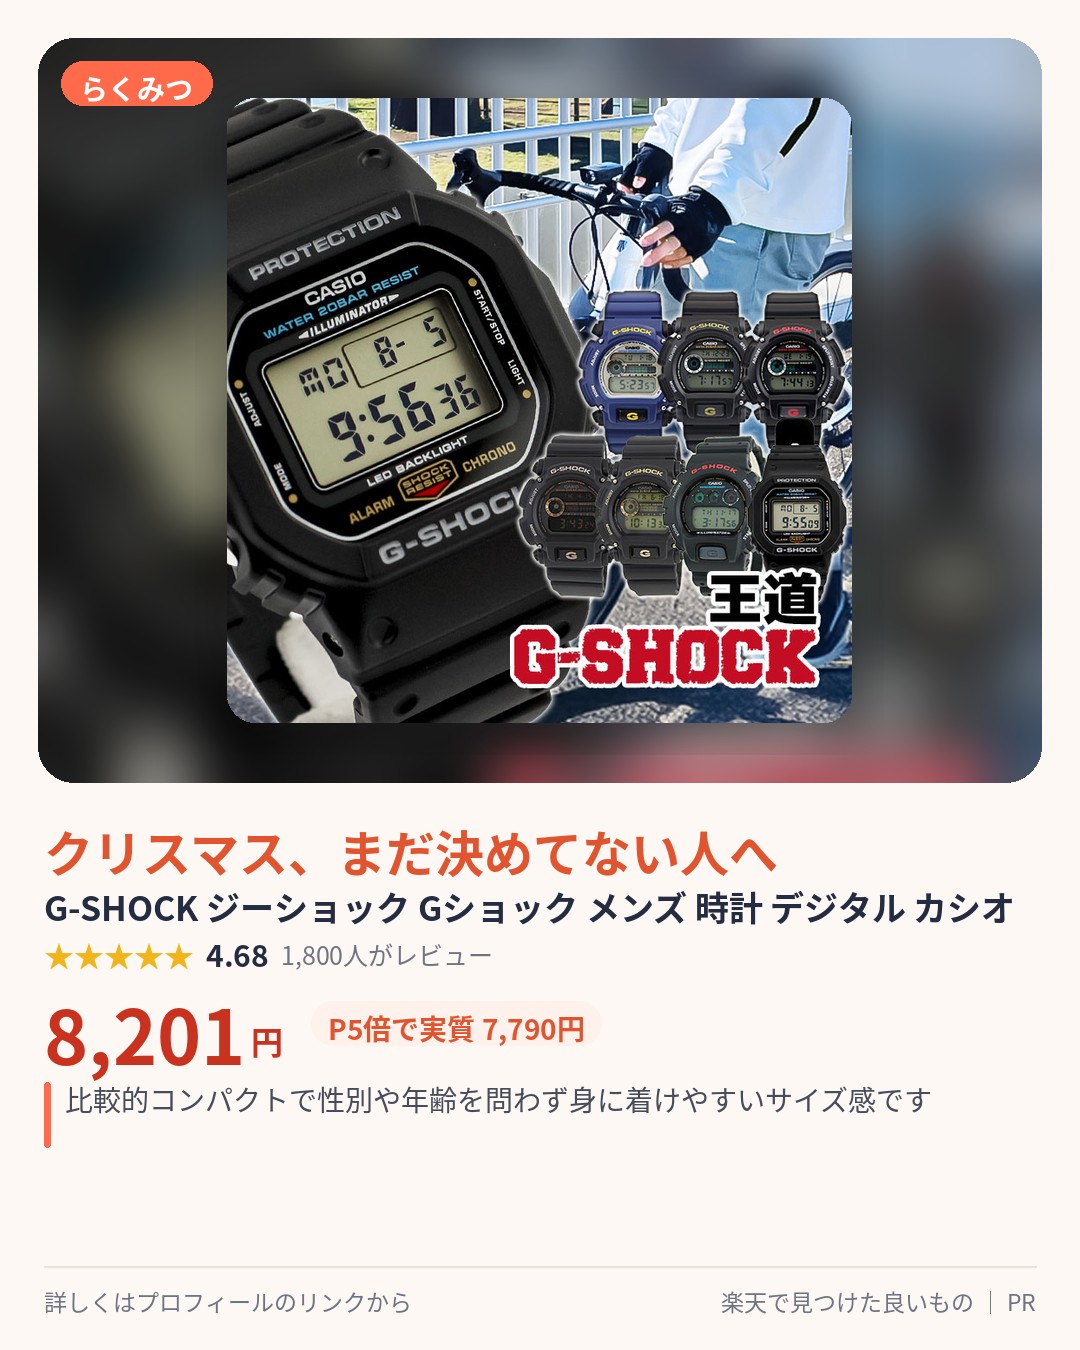 らくみつ
PROTECTION
CASIO
WATER 20BAR RESIST
ILLUMINATOR
START/STOP
LIGHT
ADJUST
MODE
MO 8- 5
9:56 36
LED BACKLIGHT
ALARM SHOCK RESIST CHRONO
G-SHOCK
王道
G-SHOCK
クリスマス、まだ決めてない人へ
G-SHOCK ジーショック Gショック メンズ 時計 デジタル カシオ
★★★★★ 4.68 1,800人がレビュー
8,201円 P5倍で実質 7,790円
比較的コンパクトで性別や年齢を問わず身に着けやすいサイズ感です
詳しくはプロフィールのリンクから
楽天で見つけた良いもの｜PR